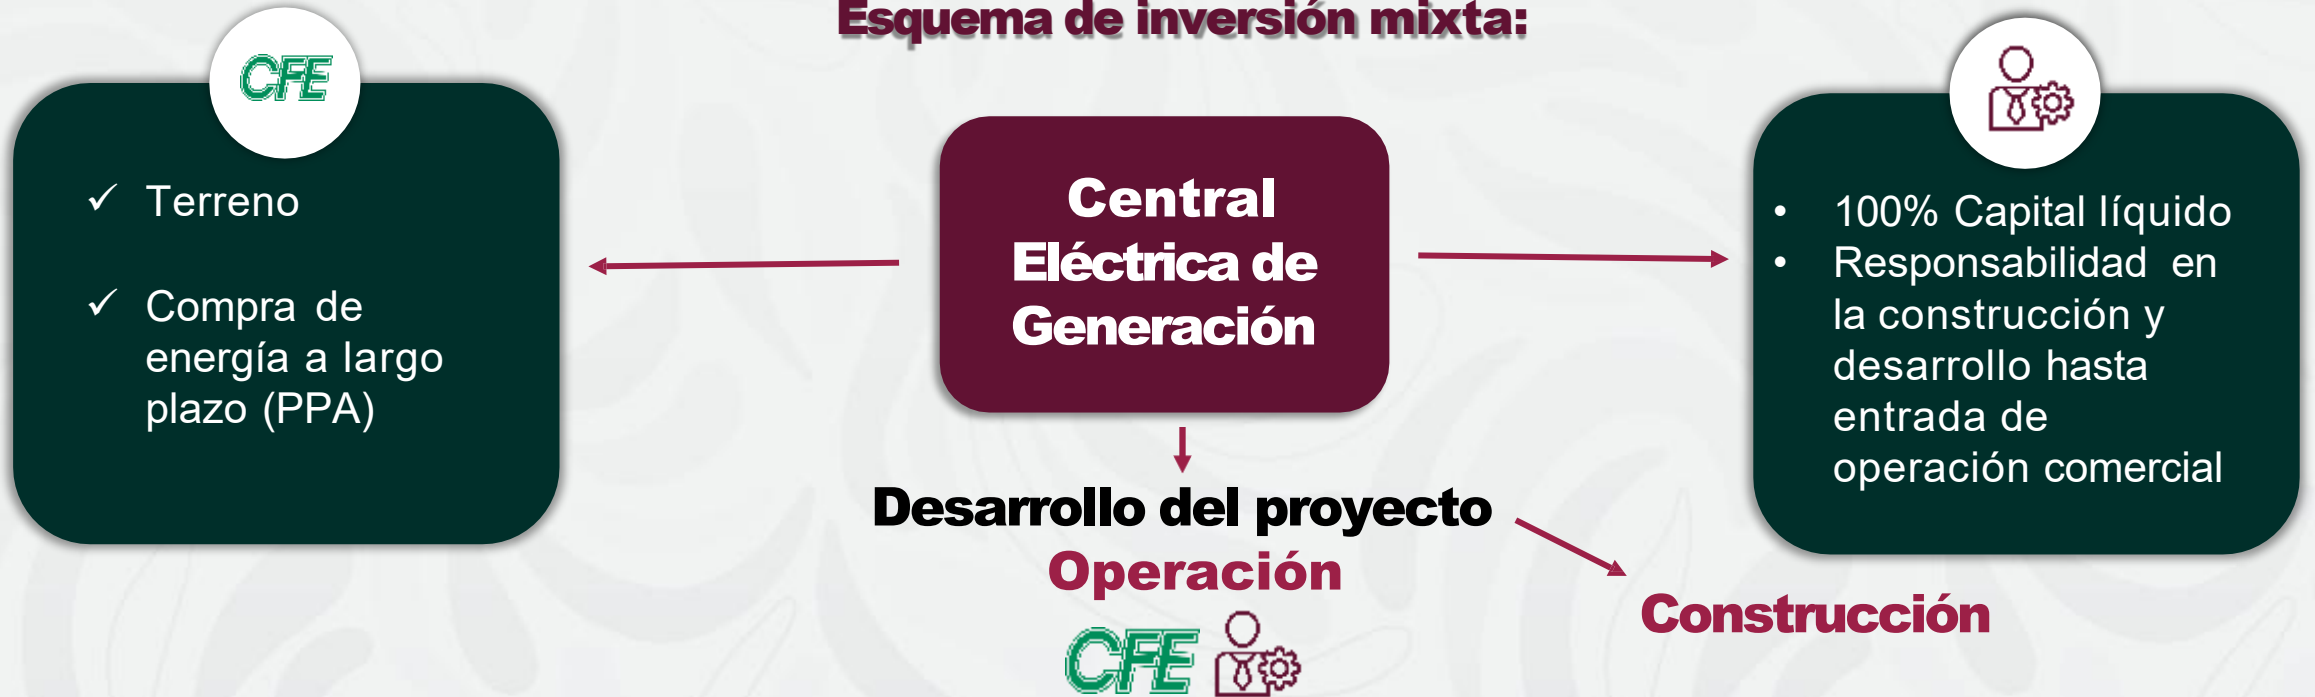 Esquema de inversión mixta:
CFE
✓ Terreno
✓ Compra de
energía a largo
plazo (PPA)
Central
Eléctrica de
Generación
• 100% Capital líquido
• Responsabilidad en
la construcción y
desarrollo hasta
entrada de
operación comercial
Desarrollo del proyecto
Operación
CFE
Construcción